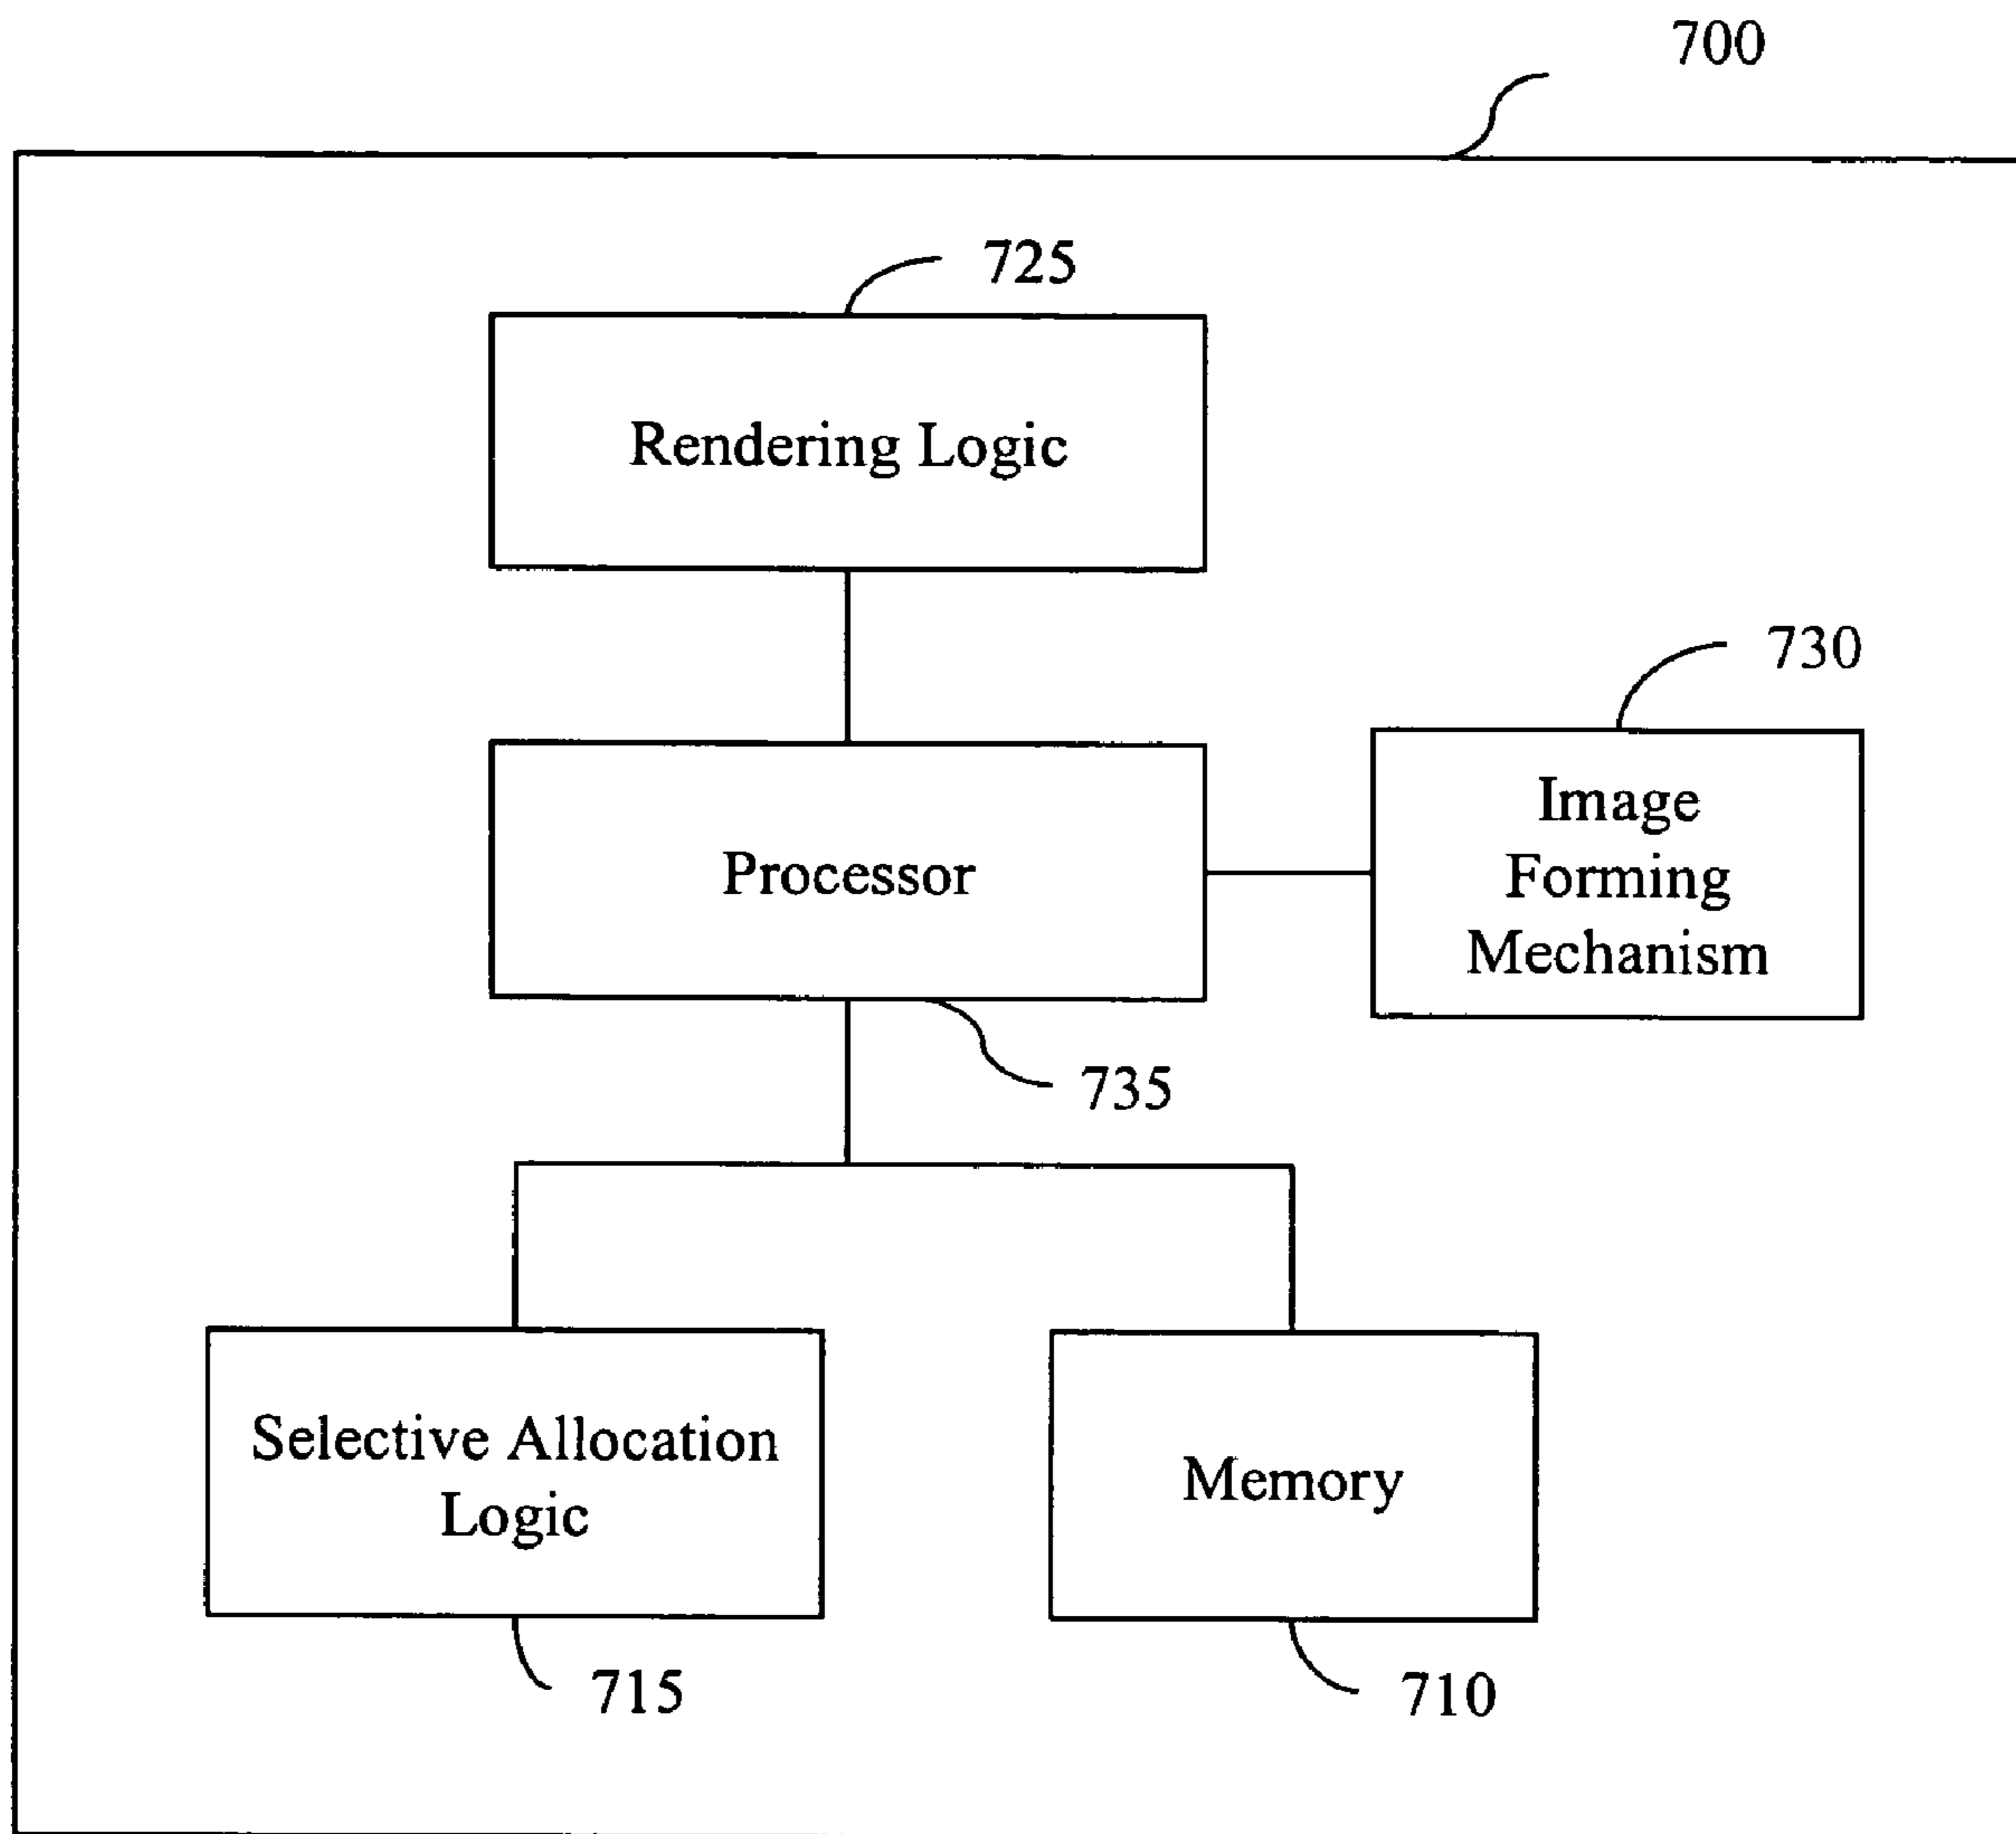 700
725
Rendering Logic
730
Processor
Image
Forming
Mechanism
735
Selective Allocation
Logic
Memory
715
710